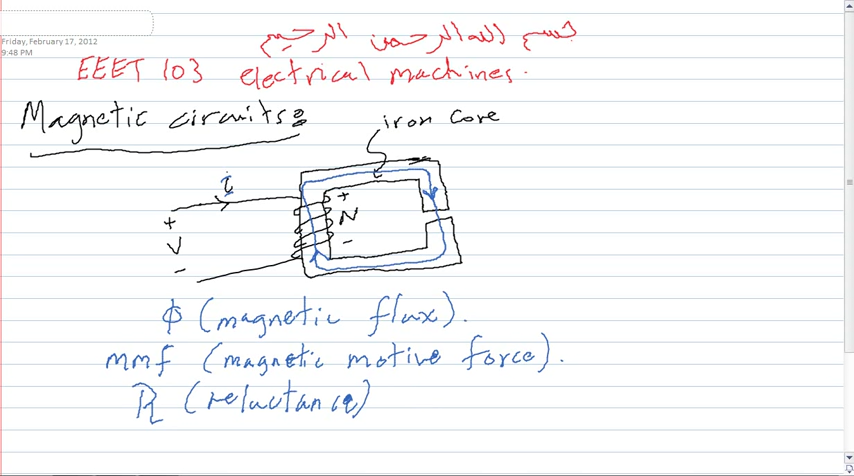 Friday, February 17, 2012
9:48 PM
بسم الله الرحمن الرحيم
EEET 103 electrical machines.
Magnetic circuits:
iron core
i
+
V
-
+
N
-
Φ (magnetic flux).
mmf (magnetic motive force).
R (reluctance)